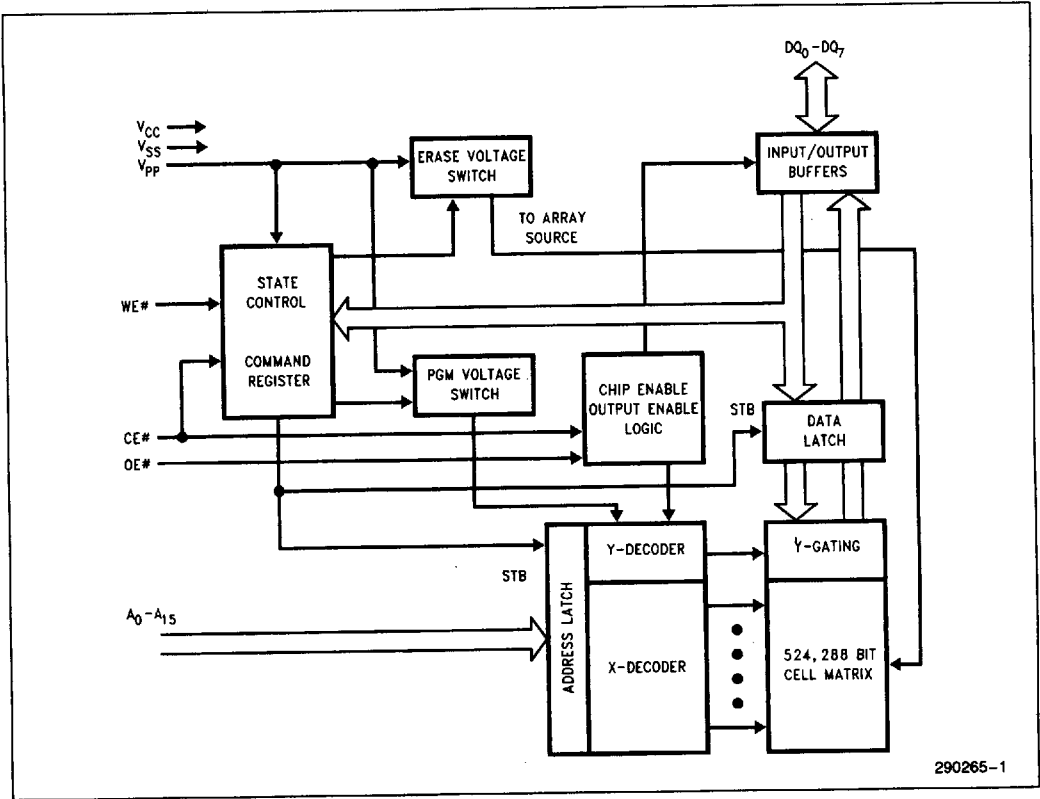 DQ0-DQ7
VCC
VSS
VPP
ERASE VOLTAGE
SWITCH
INPUT/OUTPUT
BUFFERS
TO ARRAY
SOURCE
STATE
CONTROL
WE#
COMMAND
REGISTER
PGM VOLTAGE
SWITCH
CHIP ENABLE
OUTPUT ENABLE
LOGIC
STB
DATA
LATCH
CE#
OE#
Y-DECODER
Y-GATING
STB
ADDRESS LATCH
A0-A15
X-DECODER
524,288 BIT
CELL MATRIX
290265-1